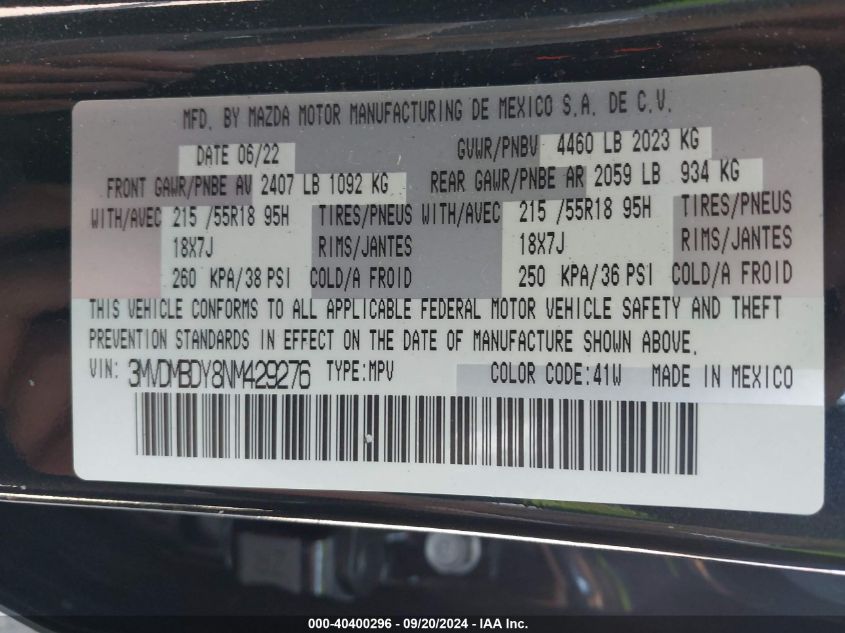 MFD. BY MAZDA MOTOR MANUFACTURING DE MEXICO S.A. DE C.V.
DATE 06/22 GVWR/PNBV 4460 LB 2023 KG
FRONT GAWR/PNBE AV 2407 LB 1092 KG REAR GAWR/PNBE AR 2059 LB 934 KG
WITH/AVEC 215 /55R18 95H TIRES/PNEUS WITH/AVEC 215 /55R18 95H TIRES/PNEUS
18X7J RIMS/JANTES 18X7J RIMS/JANTES
260 KPA/38 PSI COLD/A FROID 250 KPA/36 PSI COLD/A FROID
THIS VEHICLE CONFORMS TO ALL APPLICABLE FEDERAL MOTOR VEHICLE SAFETY AND THEFT
PREVENTION STANDARDS IN EFFECT ON THE DATE OF MANUFACTURE SHOWN ABOVE.
VIN: 3MVDMBDY8NM429276 TYPE:MPV COLOR CODE:41W MADE IN MEXICO
000-40400296 - 09/20/2024 - IAA Inc.